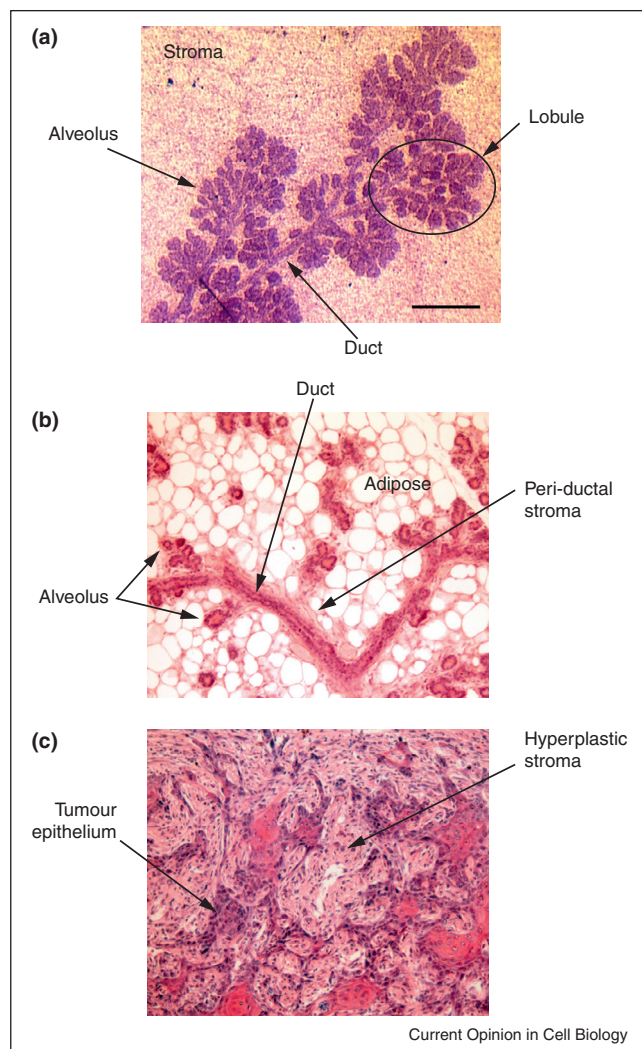 (a)
Stroma
Alveolus
Lobule
Duct
Duct
(b)
Adipose
Peri-ductal
stroma
Alveolus
(c)
Hyperplastic
stroma
Tumour
epithelium
Current Opinion in Cell Biology